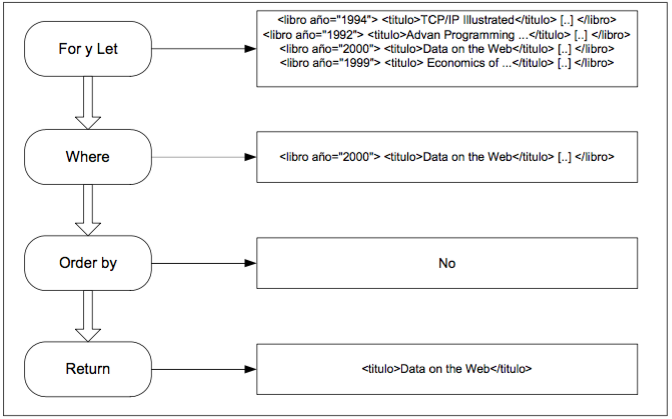 For y Let
<libro año="1994"> <titulo>TCP/IP Illustrated</titulo> [..] </libro>
<libro año="1992"> <titulo>Advan Programming ...</titulo> [..] </libro>
<libro año="2000"> <titulo>Data on the Web</titulo> [..] </libro>
<libro año="1999"> <titulo> Economics of ...</titulo> [..] </libro>
Where
<libro año="2000"> <titulo>Data on the Web</titulo> [..] </libro>
Order by
No
Return
<titulo>Data on the Web</titulo>